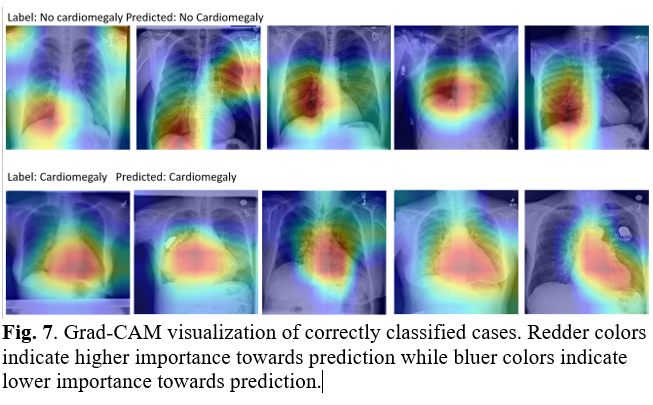 Label: No cardiomegaly Predicted: No Cardiomegaly
Label: Cardiomegaly Predicted: Cardiomegaly
Fig. 7. Grad-CAM visualization of correctly classified cases. Redder colors
indicate higher importance towards prediction while bluer colors indicate
lower importance towards prediction.